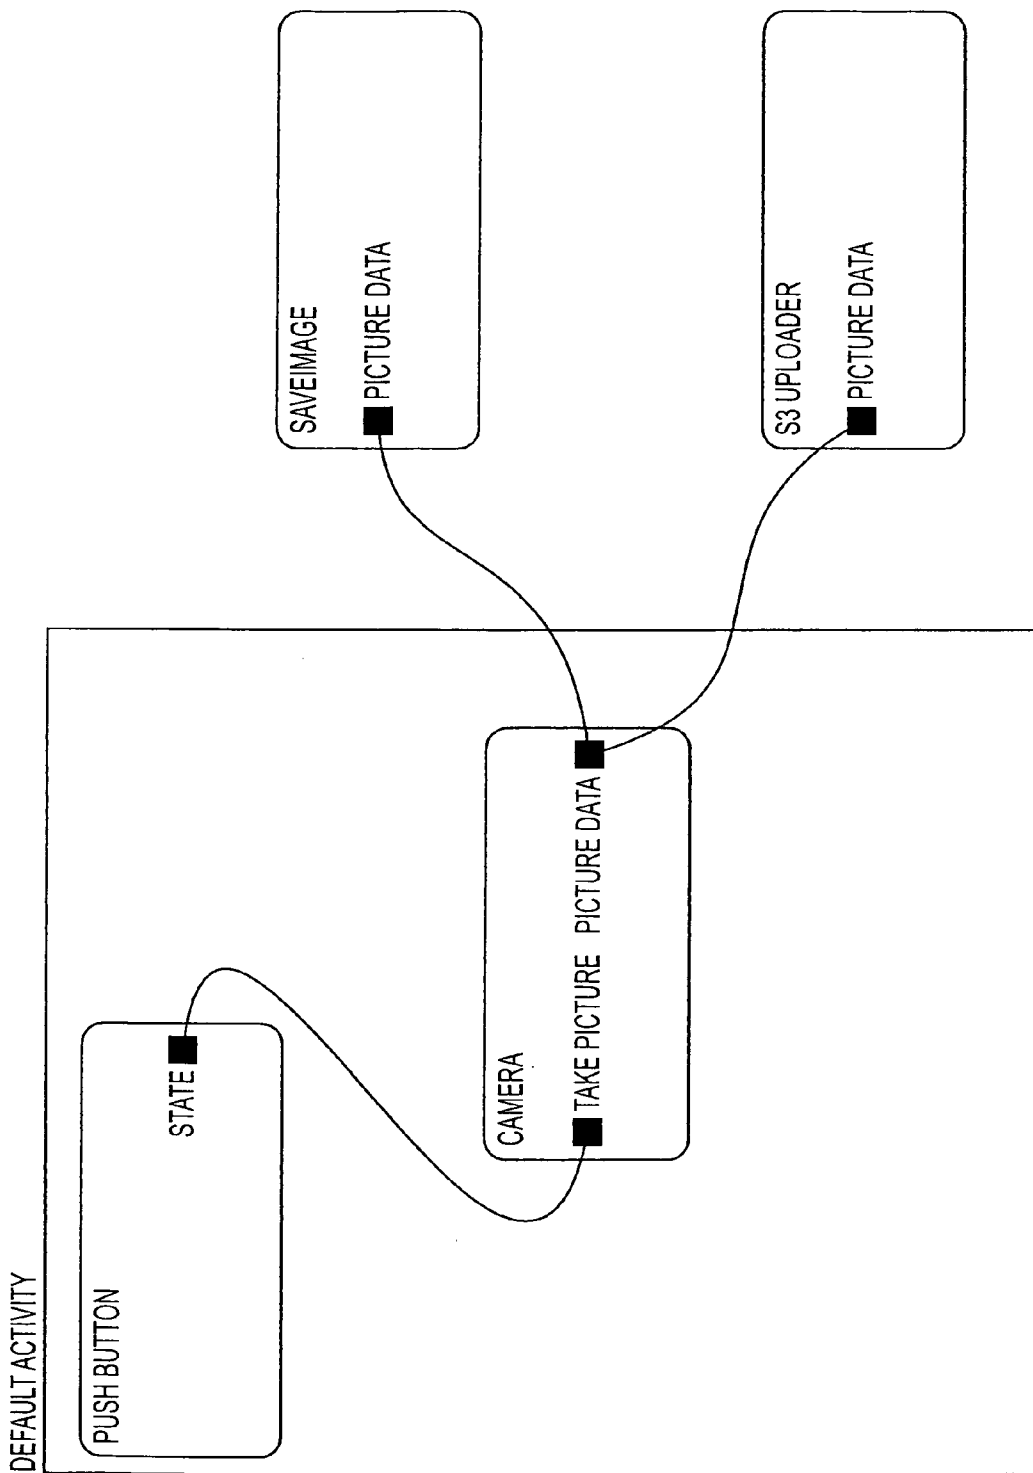 DEFAULT ACTIVITY
PUSH BUTTON
STATE
CAMERA
TAKE PICTURE PICTURE DATA
SAVEIMAGE
PICTURE DATA
S3 UPLOADER
PICTURE DATA